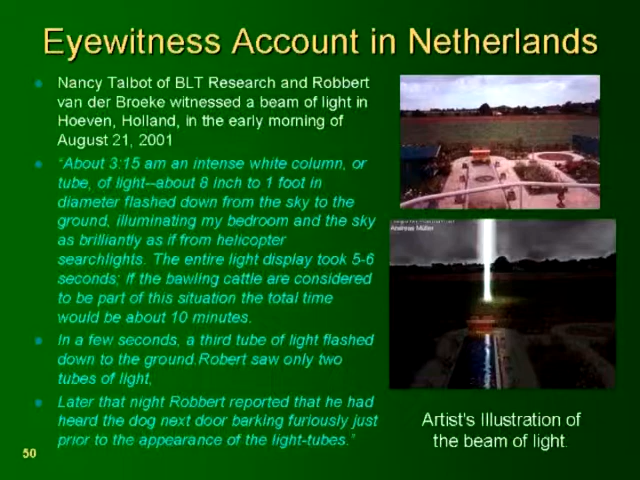 Eyewitness Account in Netherlands
Nancy Talbot of BLT Research and Robbert
van der Broeke witnessed a beam of light in
Hoeven, Holland, in the early morning of
August 21, 2001
“About 3:15 am an intense white column, or
tube, of light--about 8 inch to 1 foot in
diameter flashed down from the sky to the
ground, illuminating my bedroom and the sky
as brilliantly as if from helicopter
searchlights. The entire light display took 5-6
seconds; if the bawling cattle are considered
to be part of this situation the total time
would be about 10 minutes.
In a few seconds, a third tube of light flashed
down to the ground.Robert saw only two
tubes of light,
Later that night Robbert reported that he had
heard the dog next door barking furiously just
prior to the appearance of the light-tubes.”
Andreas Müller
Artist's Illustration of
the beam of light.
50